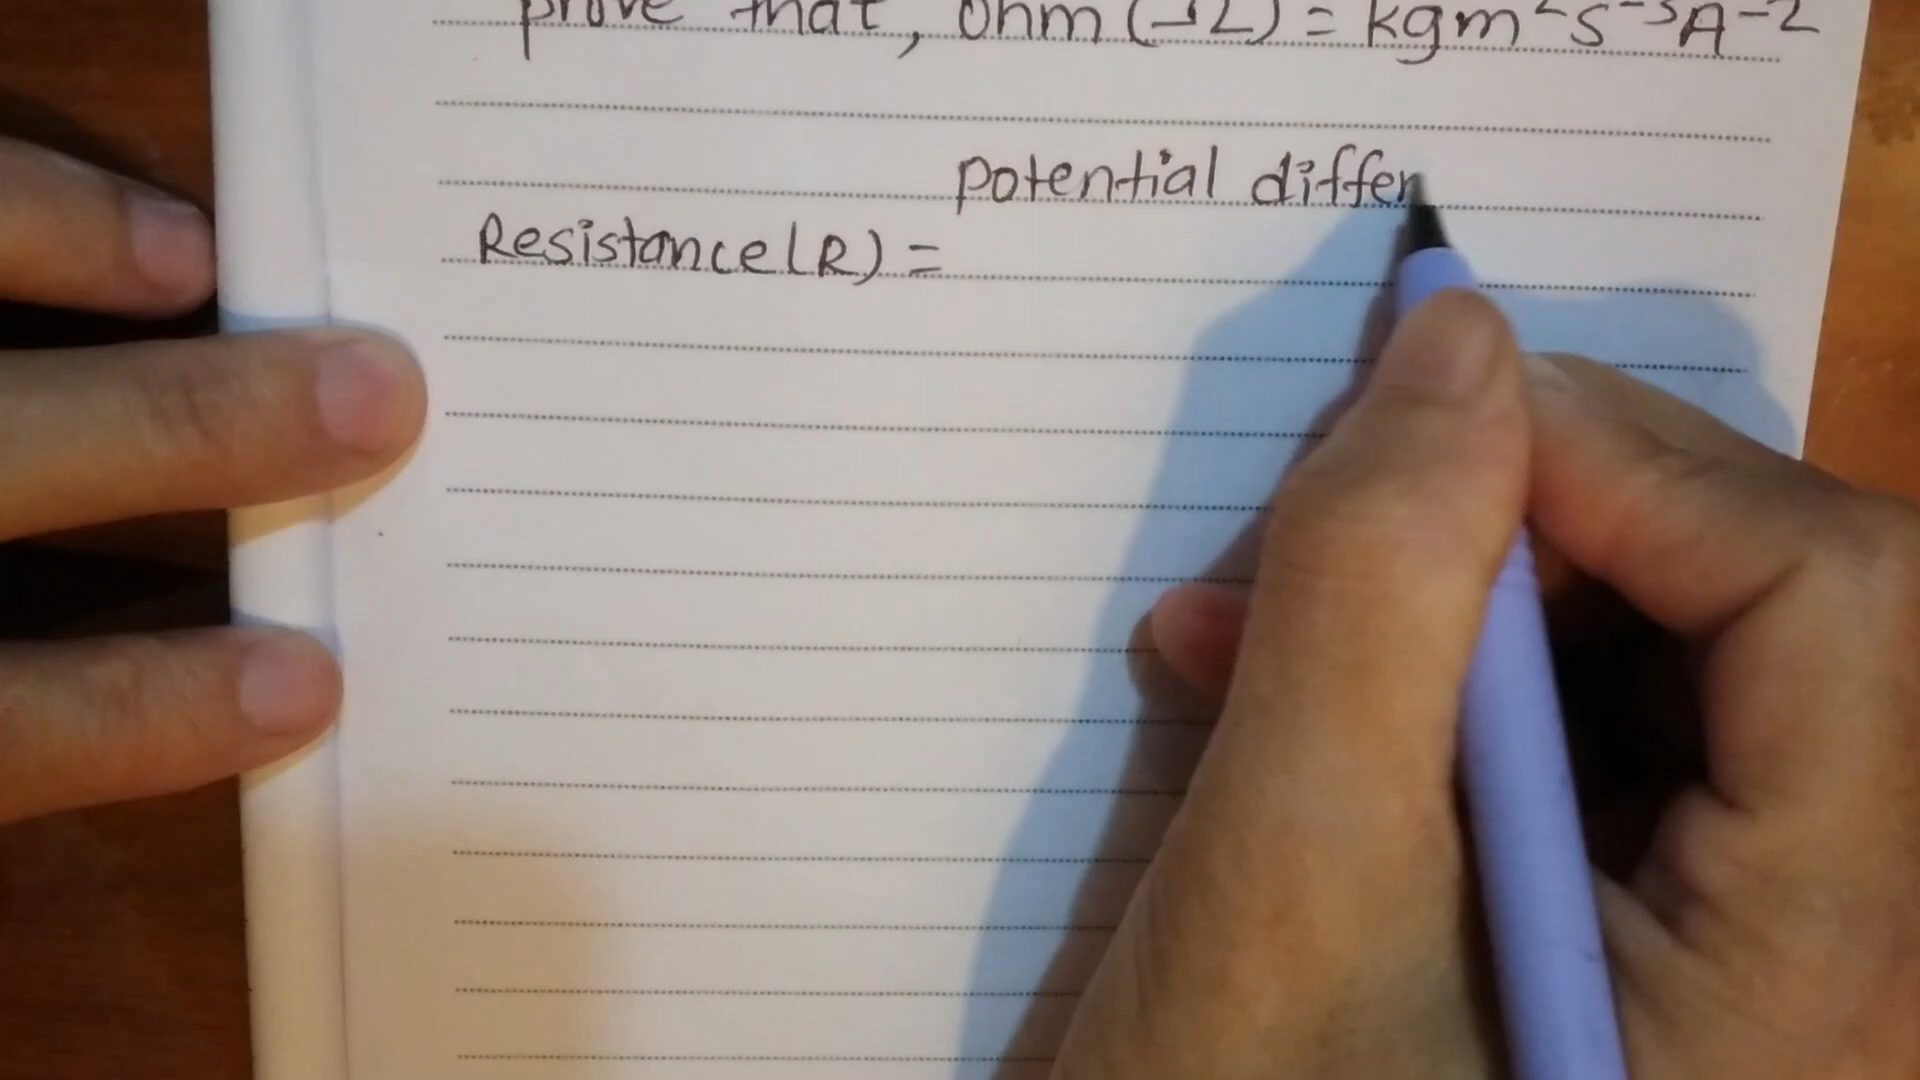 prove that, Ohm (Ω) = kgm²s⁻³A⁻²
potential differ
Resistance(R) =